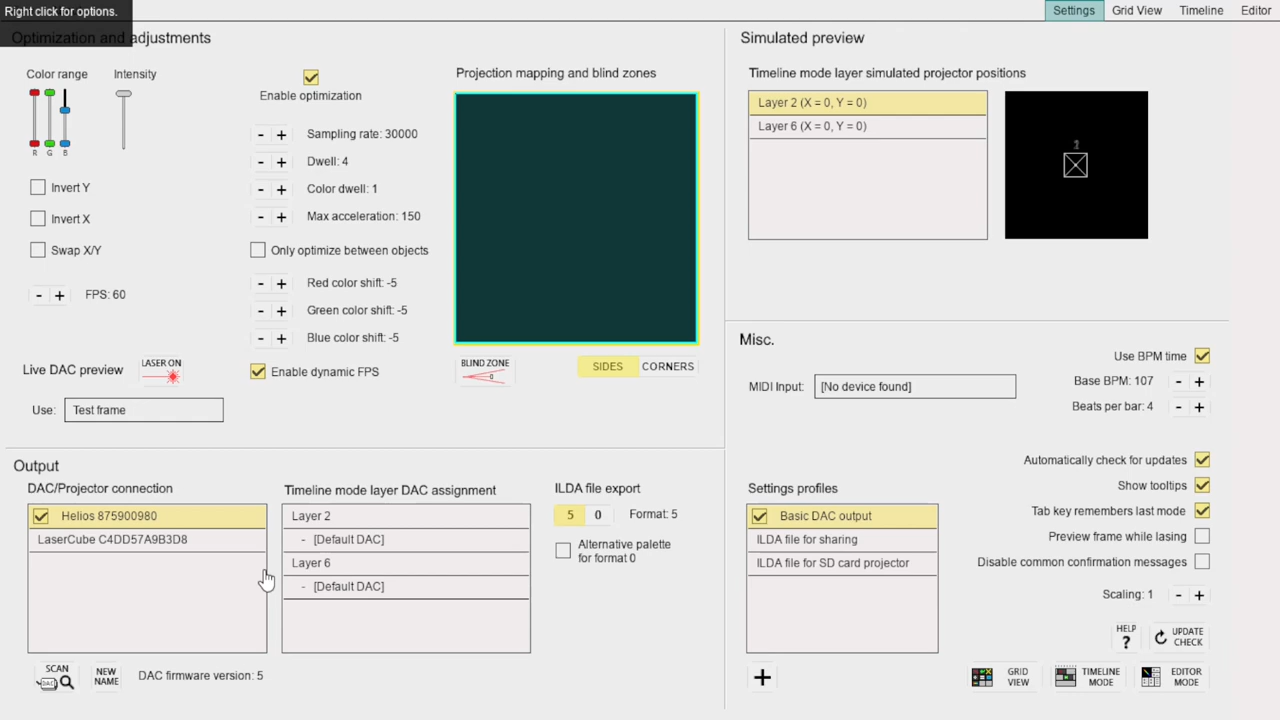 Right click for options.
Settings
Grid View
Timeline
Editor
Optimization and adjustments
Color range
Intensity
R G B
Invert Y
Invert X
Swap X/Y
- + FPS: 60
Live DAC preview
LASER ON
Use: Test frame
Enable optimization
- + Sampling rate: 30000
- + Dwell: 4
- + Color dwell: 1
- + Max acceleration: 150
Only optimize between objects
- + Red color shift: -5
- + Green color shift: -5
- + Blue color shift: -5
Enable dynamic FPS
Projection mapping and blind zones
BLIND ZONE
SIDES
CORNERS
Simulated preview
Timeline mode layer simulated projector positions
Layer 2 (X = 0, Y = 0)
Layer 6 (X = 0, Y = 0)
1
Output
DAC/Projector connection
Helios 875900980
LaserCube C4DD57A9B3D8
SCAN
DAC
NEW
NAME
DAC firmware version: 5
Timeline mode layer DAC assignment
Layer 2
- [Default DAC]
Layer 6
- [Default DAC]
ILDA file export
5 0 Format: 5
Alternative palette
for format 0
Misc.
MIDI Input: [No device found]
Use BPM time
Base BPM: 107 - +
Beats per bar: 4 - +
Settings profiles
Basic DAC output
ILDA file for sharing
ILDA file for SD card projector
+
Automatically check for updates
Show tooltips
Tab key remembers last mode
Preview frame while lasing
Disable common confirmation messages
Scaling: 1 - +
HELP
?
UPDATE
CHECK
GRID
VIEW
TIMELINE
MODE
EDITOR
MODE